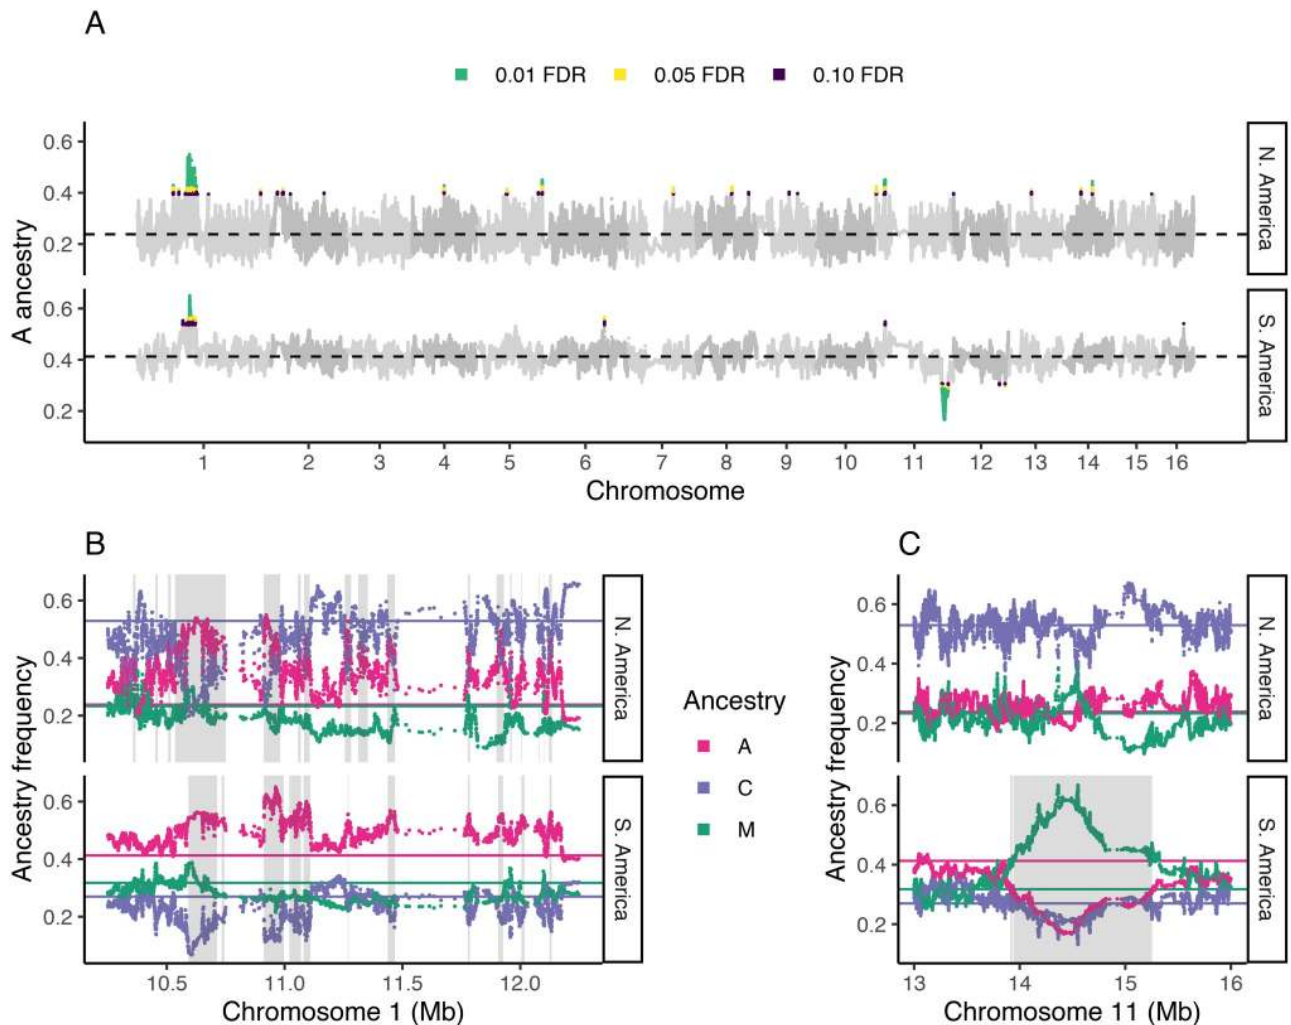 A
0.01 FDR 0.05 FDR 0.10 FDR
A ancestry
0.6
0.4
0.2
N. America
0.6
0.4
0.2
S. America
1 2 3 4 5 6 7 8 9 10 11 12 13 14 15 16
Chromosome
B
Ancestry frequency
0.6
0.4
0.2
N. America
0.6
0.4
0.2
S. America
10.5 11.0 11.5 12.0
Chromosome 1 (Mb)
Ancestry
A
C
M
C
Ancestry frequency
0.6
0.4
0.2
N. America
0.6
0.4
0.2
S. America
13 14 15 16
Chromosome 11 (Mb)